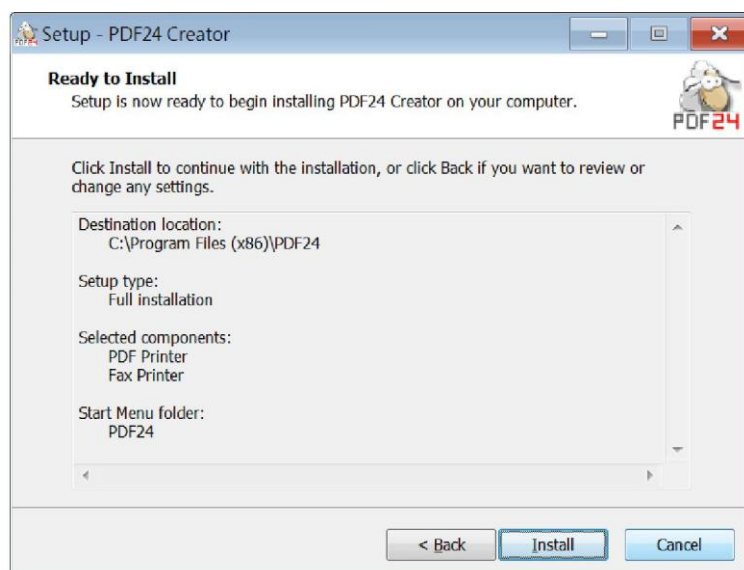 Setup - PDF24 Creator
Ready to Install
Setup is now ready to begin installing PDF24 Creator on your computer.
PDF24
Click Install to continue with the installation, or click Back if you want to review or
change any settings.
Destination location:
C:\Program Files (x86)\PDF24
Setup type:
Full installation
Selected components:
PDF Printer
Fax Printer
Start Menu folder:
PDF24
< Back
Install
Cancel